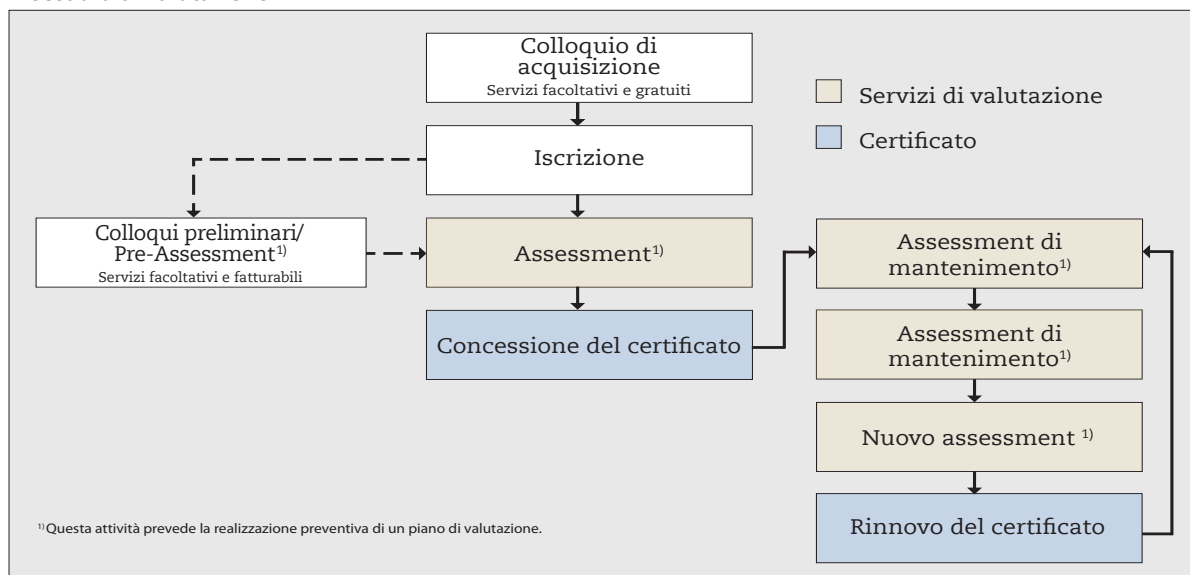 Colloquio di
acquisizione
Servizi facoltativi e gratuiti
Servizi di valutazione
Certificato
Iscrizione
Colloqui preliminari/
Pre-Assessment¹⁾
Servizi facoltativi e fatturabili
Assessment¹⁾
Concessione del certificato
Assessment di
mantenimento¹⁾
Assessment di
mantenimento¹⁾
Nuovo assessment ¹⁾
Rinnovo del certificato
¹⁾ Questa attività prevede la realizzazione preventiva di un piano di valutazione.